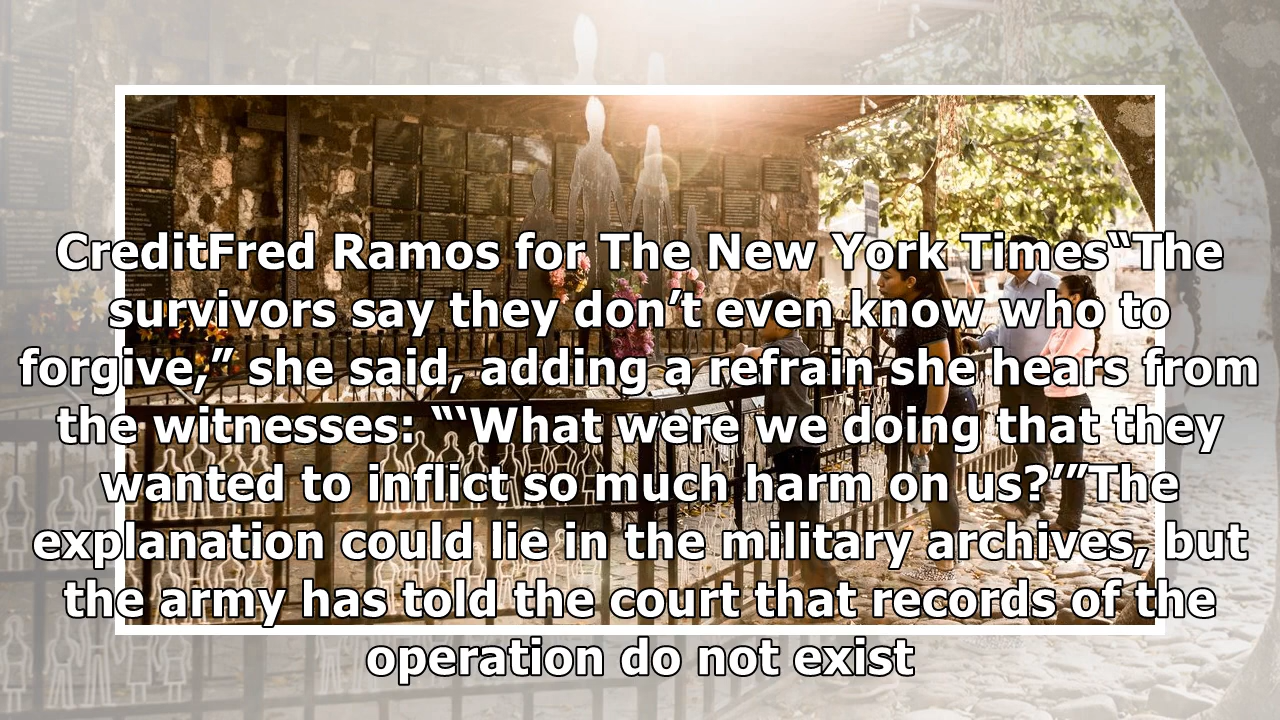 CreditFred Ramos for The New York Times“The
survivors say they don’t even know who to
forgive,” she said, adding a refrain she hears from
the witnesses: “‘What were we doing that they
wanted to inflict so much harm on us?’”The
explanation could lie in the military archives, but
the army has told the court that records of the
operation do not exist